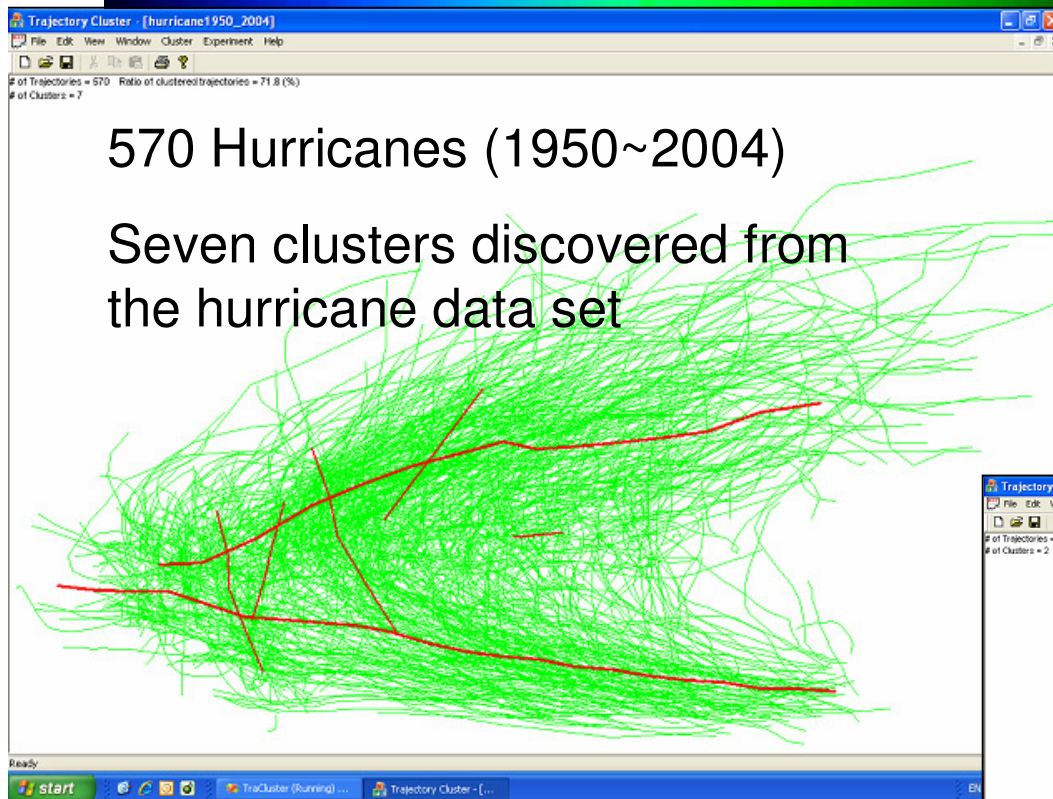 Trajectory Cluster - [hurricane1950_2004]
File Edit View Window Cluster Experiment Help
# of Trajectories = 570 Ratio of clustered trajectories = 71.8 (%)
# of Clusters = 7
570 Hurricanes (1950~2004)
Seven clusters discovered from
the hurricane data set
Trajectory
File Edit
# of Trajectories =
# of Clusters = 2
Ready
start TraCluster (Running) ... Trajectory Cluster - [... EN